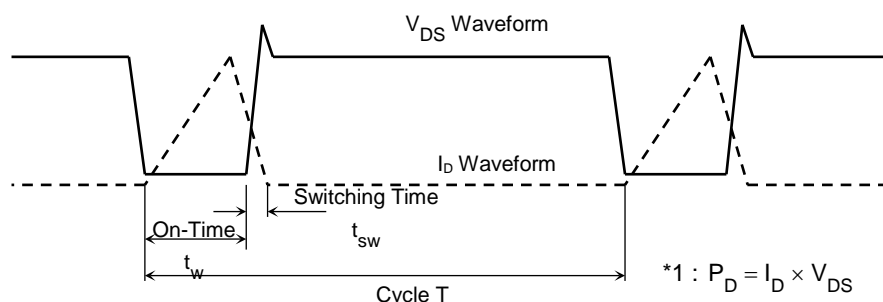 V_DS Waveform
I_D Waveform
Switching Time
t_sw
On-Time
t_w
Cycle T
*1 : P_D = I_D × V_DS